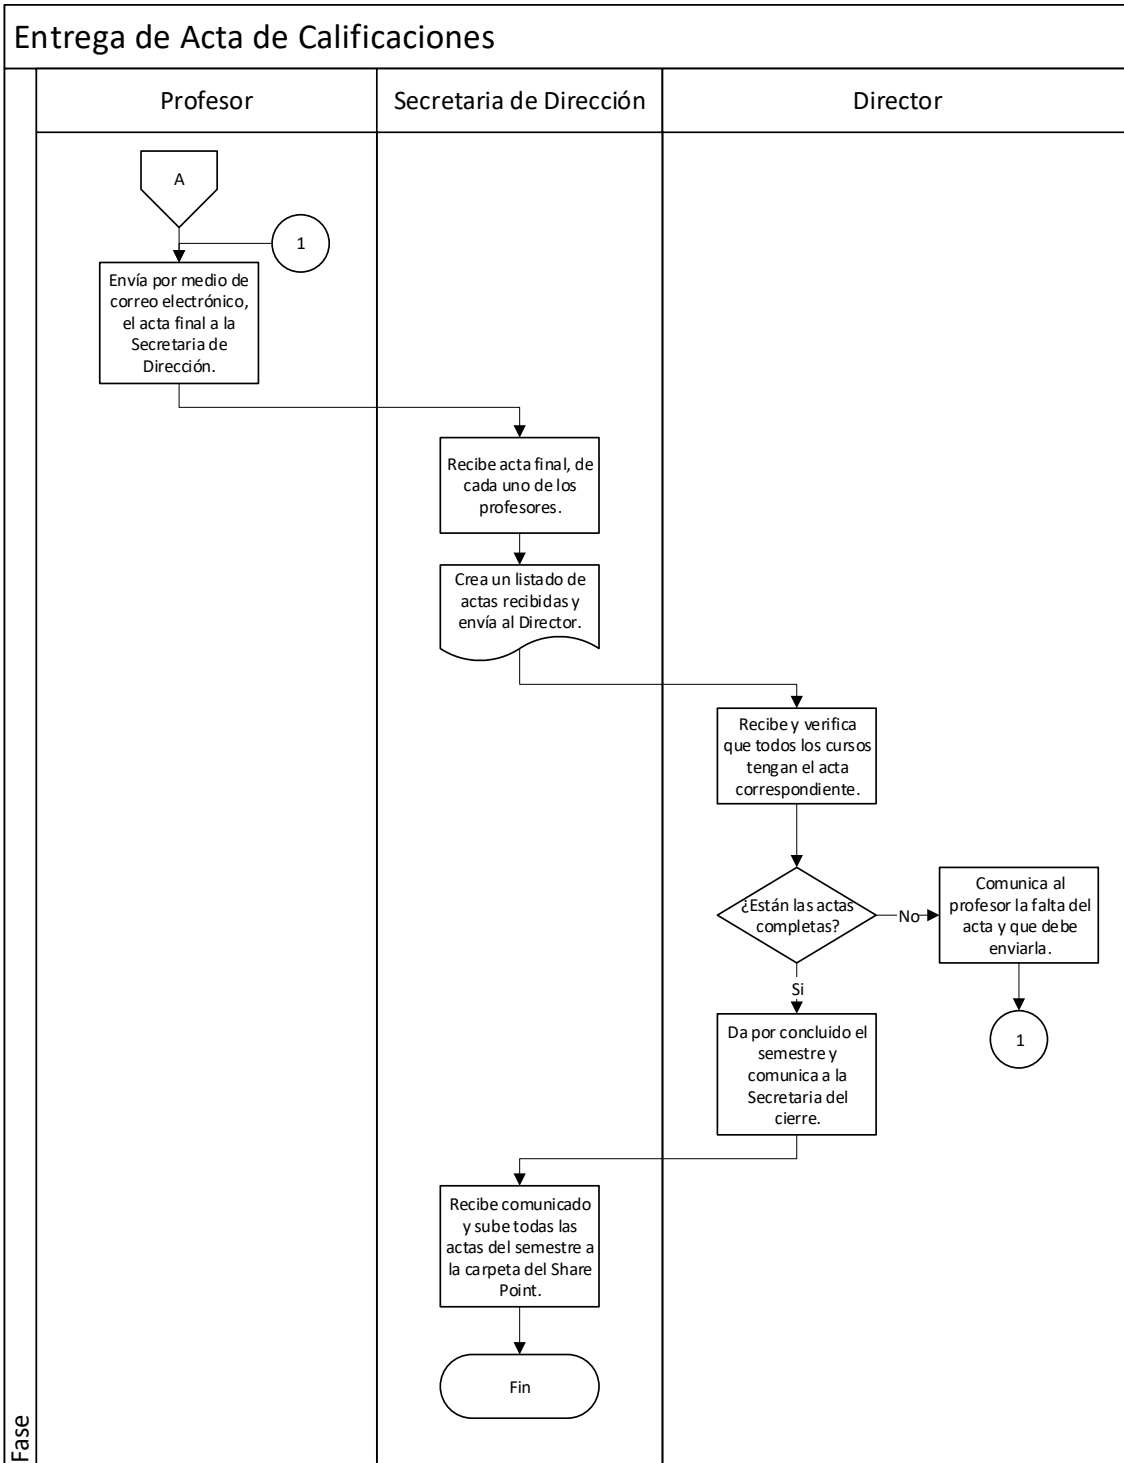 Entrega de Acta de Calificaciones
Profesor
Secretaria de Dirección
Director
A
1
Envía por medio de
correo electrónico,
el acta final a la
Secretaria de
Dirección.
Recibe acta final, de
cada uno de los
profesores.
Crea un listado de
actas recibidas y
envía al Director.
Recibe y verifica
que todos los cursos
tengan el acta
correspondiente.
¿Están las actas
completas?
No
Comunica al
profesor la falta del
acta y que debe
enviarla.
Si
1
Da por concluido el
semestre y
comunica a la
Secretaria del
cierre.
Recibe comunicado
y sube todas las
actas del semestre a
la carpeta del Share
Point.
Fin
Fase